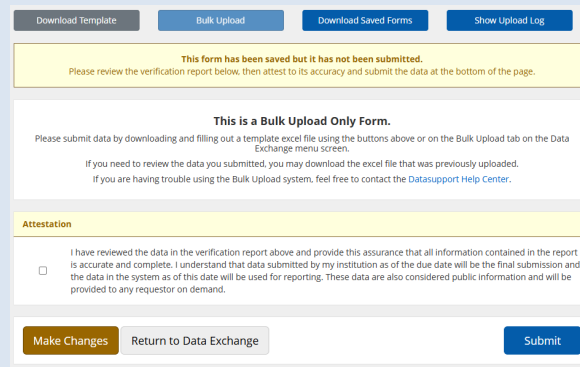 Download Template
Bulk Upload
Download Saved Forms
Show Upload Log
This form has been saved but it has not been submitted.
Please review the verification report below, then attest to its accuracy and submit the data at the bottom of the page.
This is a Bulk Upload Only Form.
Please submit data by downloading and filling out a template excel file using the buttons above or on the Bulk Upload tab on the Data
Exchange menu screen.
If you need to review the data you submitted, you may download the excel file that was previously uploaded.
If you are having trouble using the Bulk Upload system, feel free to contact the Datasupport Help Center.
Attestation
I have reviewed the data in the verification report above and provide this assurance that all information contained in the report
is accurate and complete. I understand that data submitted by my institution as of the due date will be the final submission and
the data in the system as of this date will be used for reporting. These data are also considered public information and will be
provided to any requestor on demand.
Make Changes
Return to Data Exchange
Submit